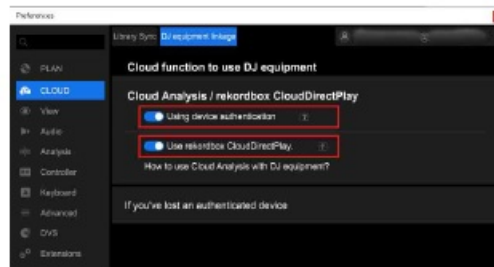 Preferences
Library Sync DJ equipment linkage
PLAN
CLOUD
View
Audio
Analysis
Controller
Keyboard
Advanced
DVS
Extensions
Cloud function to use DJ equipment
Cloud Analysis / rekordbox CloudDirectPlay
Using device authentication
Use rekordbox CloudDirectPlay.
How to use Cloud Analysis with DJ equipment?
If you've lost an authenticated device